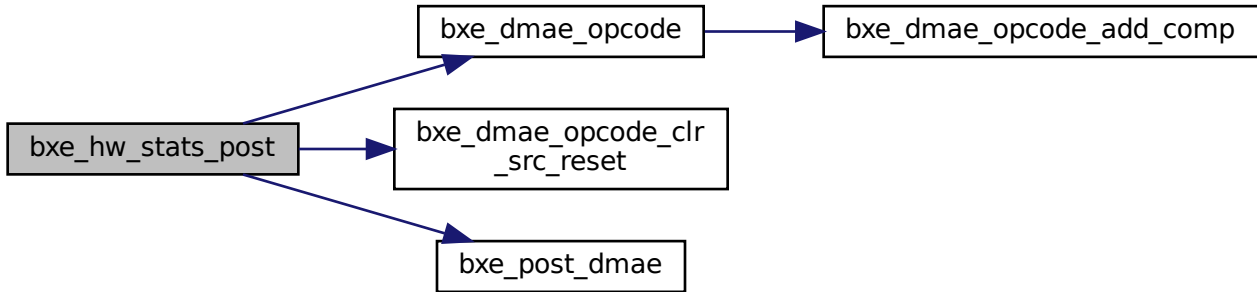 bxe_dmae_opcode
bxe_dmae_opcode_add_comp
bxe_hw_stats_post
bxe_dmae_opcode_clr
_src_reset
bxe_post_dmae